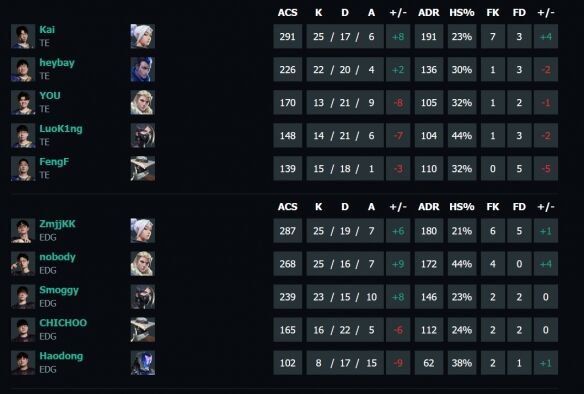 ACS K D A +/- ADR HS% FK FD +/-
Kai 291 25 / 17 / 6 +8 191 23% 7 3 +4
TE
heybay 226 22 / 20 / 4 +2 136 30% 1 3 -2
TE
YOU 170 13 / 21 / 9 -8 105 32% 1 2 -1
TE
LuoK1ng 148 14 / 21 / 6 -7 104 44% 1 3 -2
TE
FengF 139 15 / 18 / 1 -3 110 32% 0 5 -5
TE
ACS K D A +/- ADR HS% FK FD +/-
ZmjjKK 287 25 / 19 / 7 +6 180 21% 6 5 +1
EDG
nobody 268 25 / 16 / 7 +9 172 44% 4 0 +4
EDG
Smoggy 239 23 / 15 / 10 +8 146 23% 2 2 0
EDG
CHICHOO 165 16 / 22 / 5 -6 112 24% 2 2 0
EDG
Haodong 102 8 / 17 / 15 -9 62 38% 2 1 +1
EDG